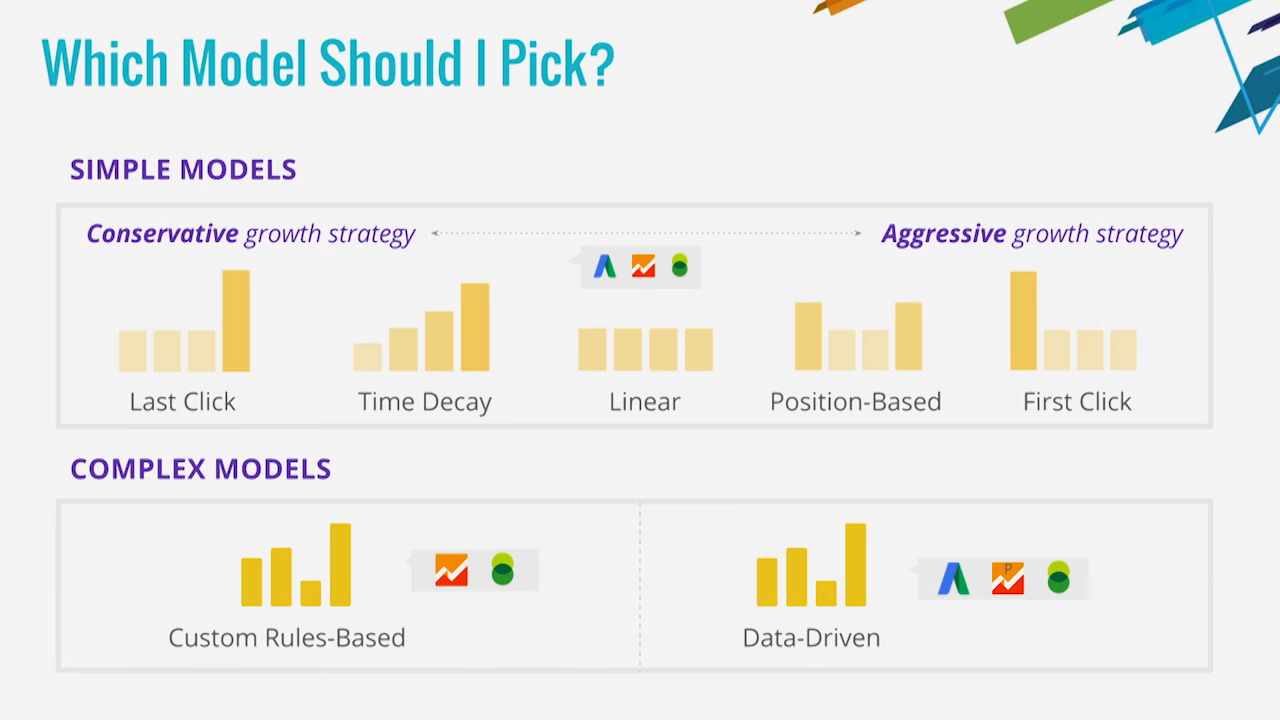 Which Model Should I Pick?
SIMPLE MODELS
Conservative growth strategy
Aggressive growth strategy
Last Click
Time Decay
Linear
Position-Based
First Click
COMPLEX MODELS
Custom Rules-Based
P
Data-Driven